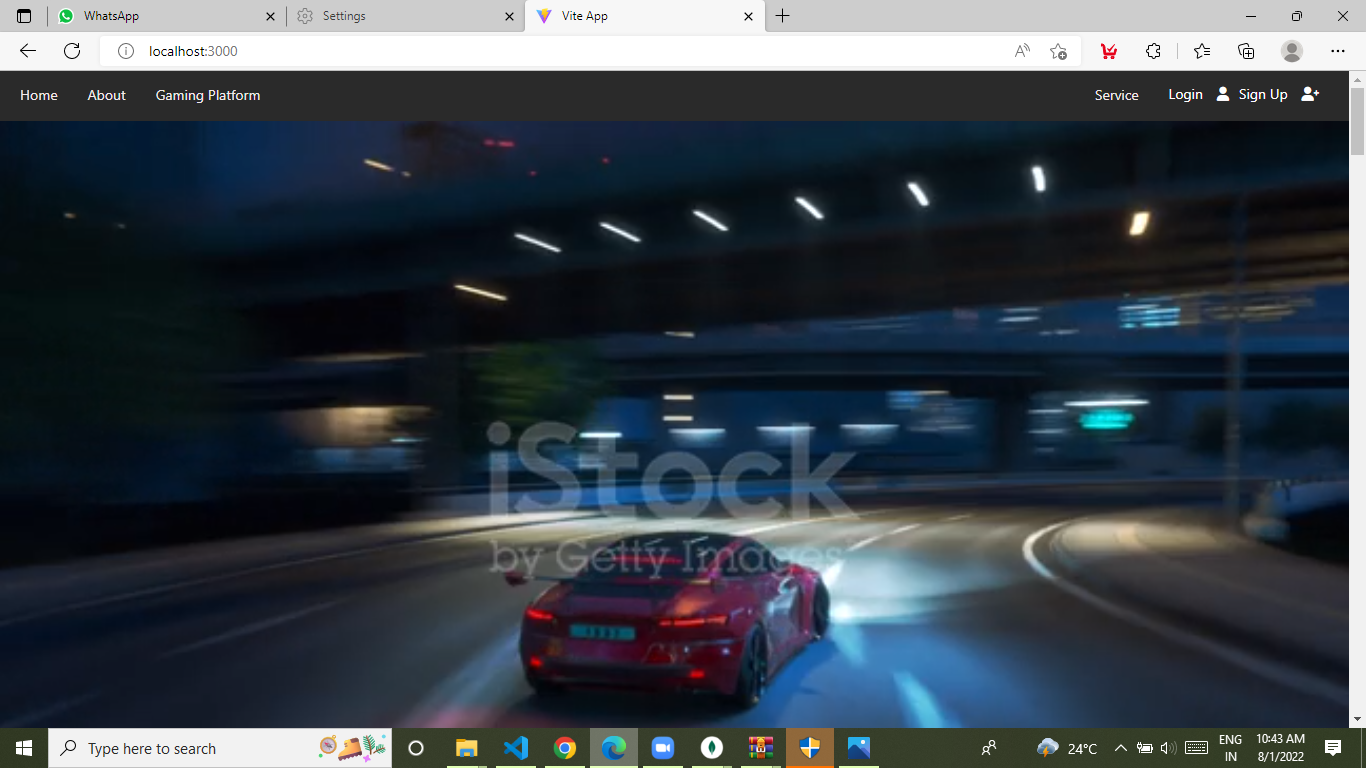 WhatsApp
Settings
Vite App
localhost:3000
Home
About
Gaming Platform
Service
Login
Sign Up
iStock
by Getty Images
Type here to search
24°C
ENG
IN
10:43 AM
8/1/2022